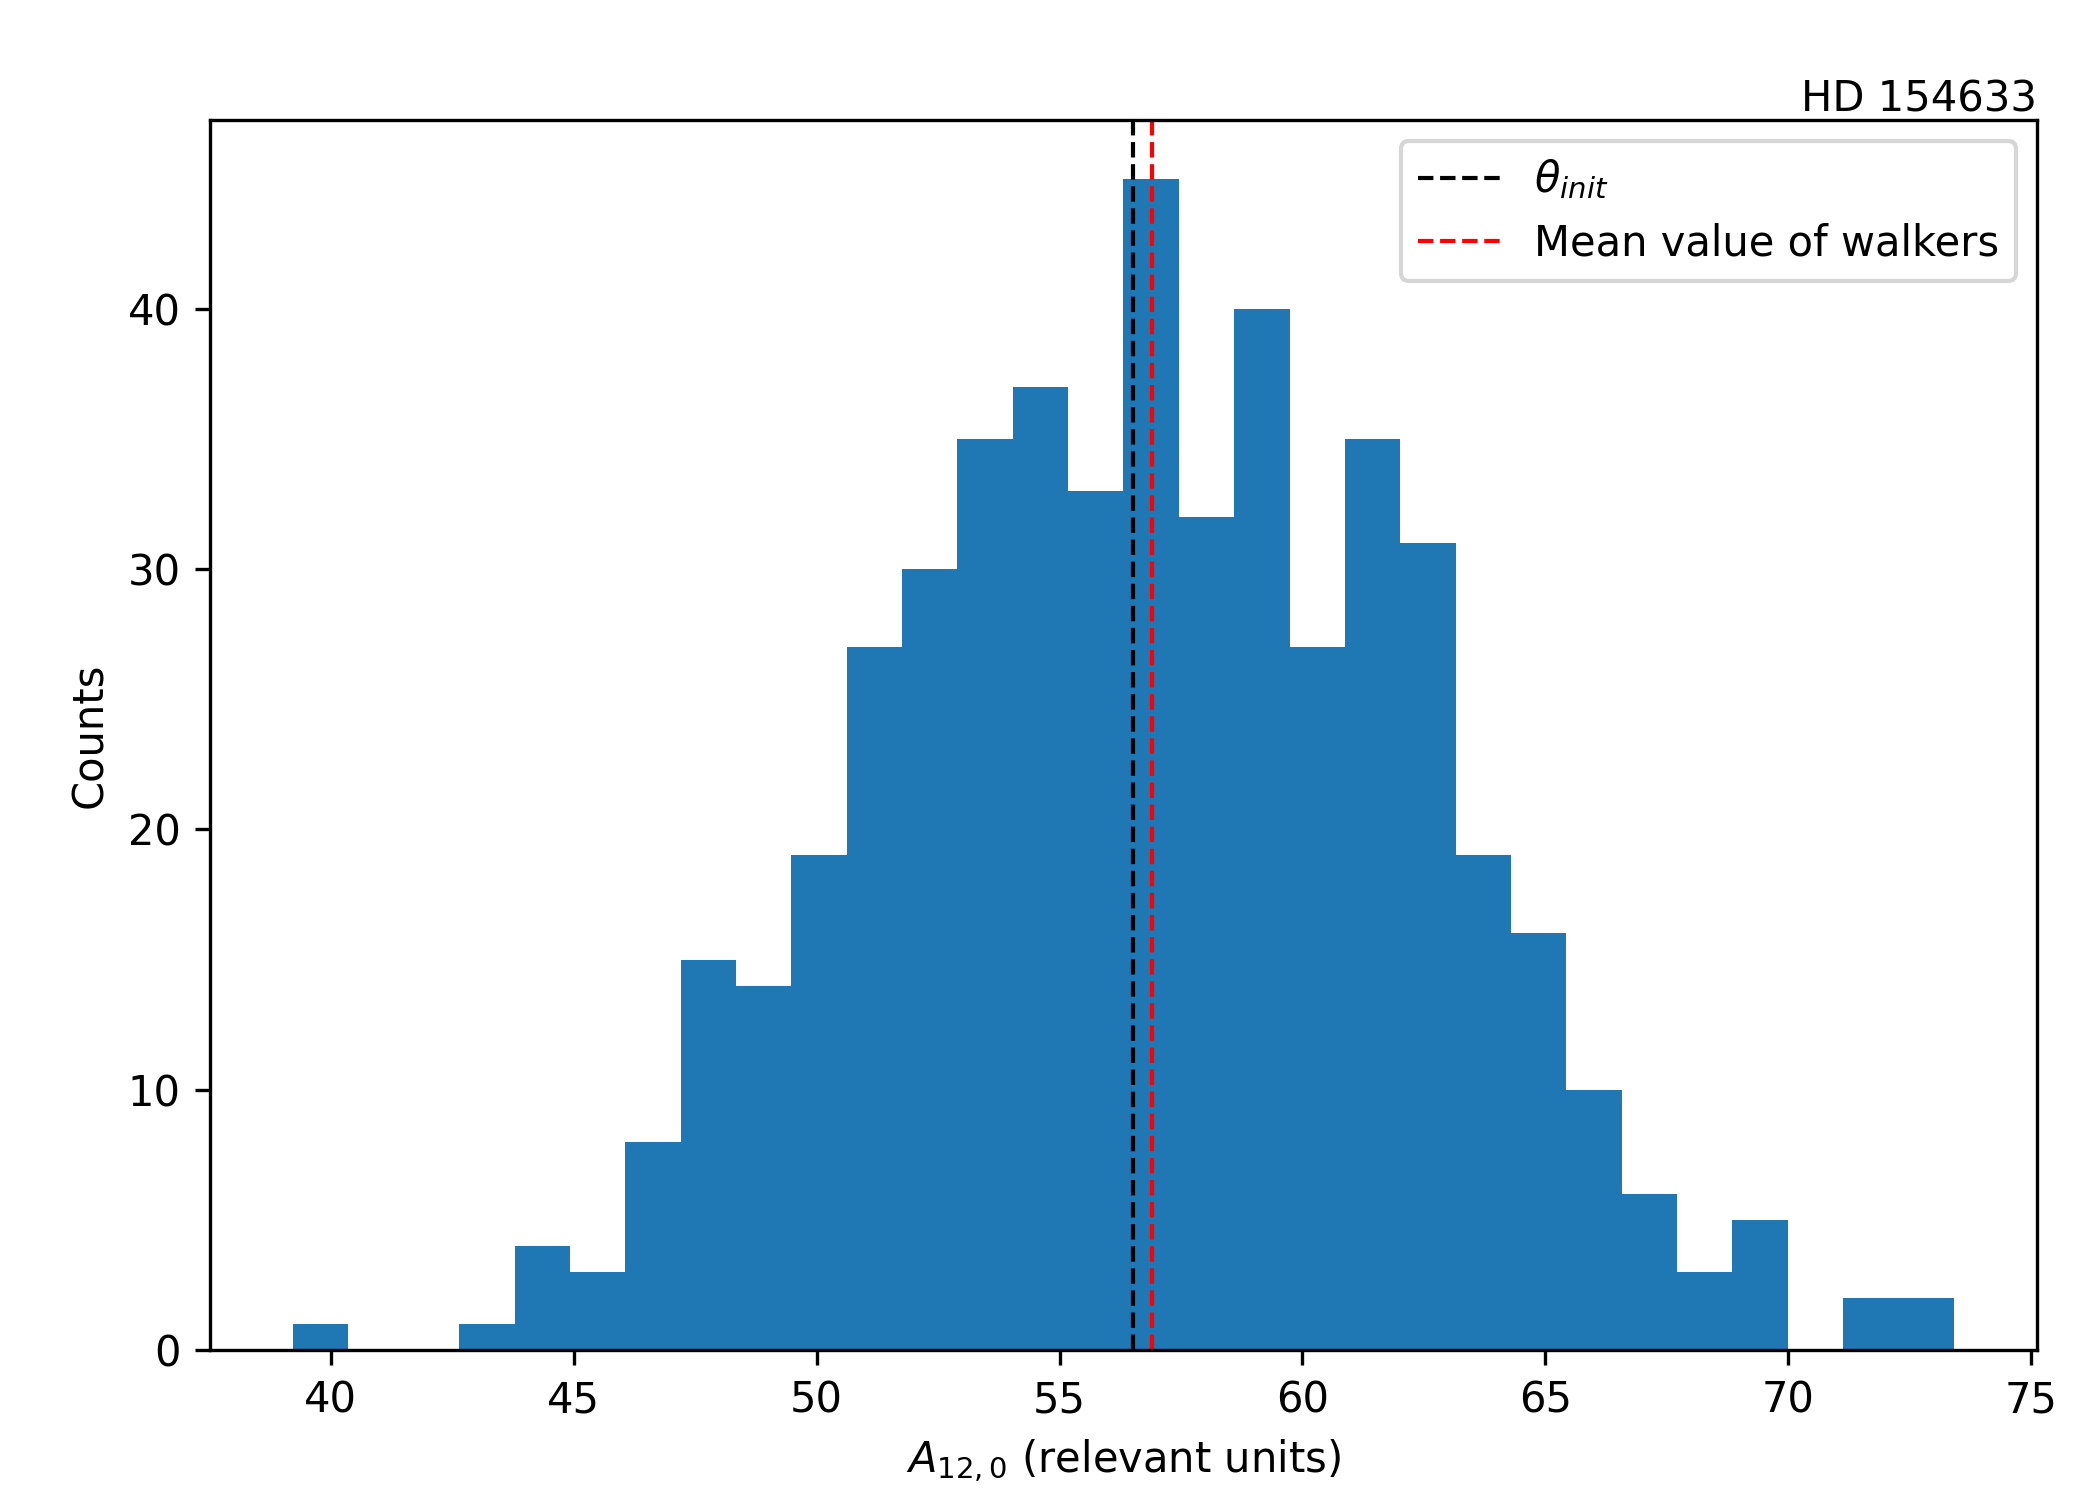 HD 154633
θinit
Mean value of walkers
40
30
20
10
0
Counts
40 45 50 55 60 65 70 75
A12,0 (relevant units)